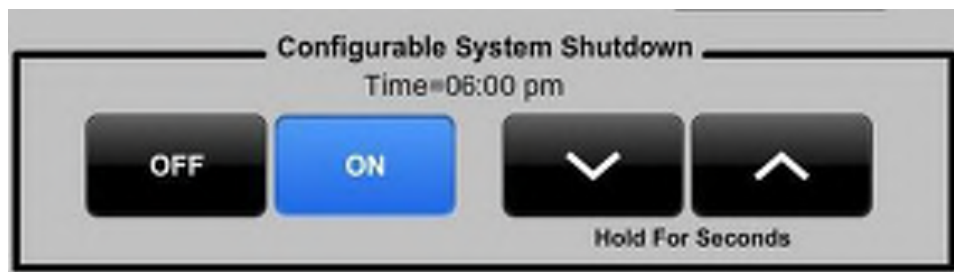 Configurable System Shutdown
Time=06:00 pm
OFF ON
Hold For Seconds